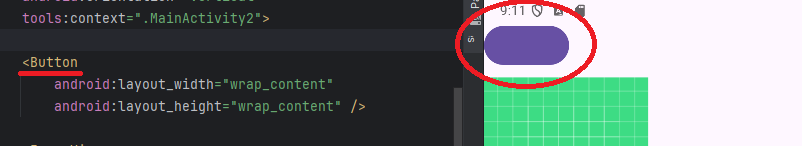 tools:context=".MainActivity2">
<Button
android:layout_width="wrap_content"
android:layout_height="wrap_content" />
9:11